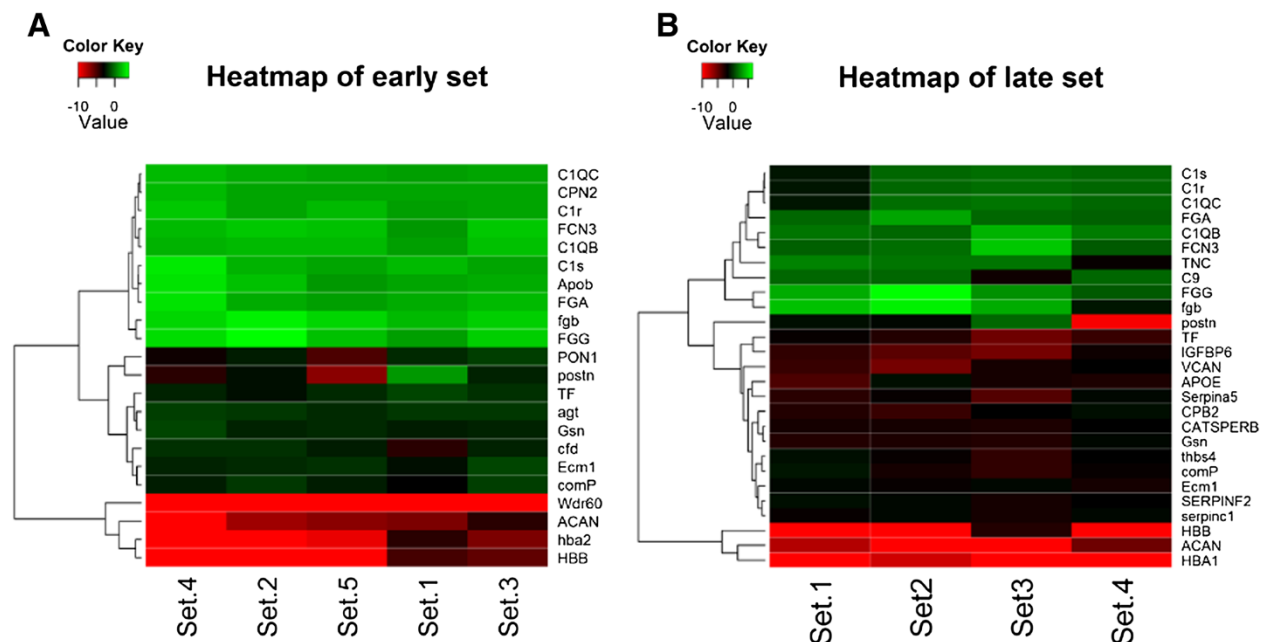 A
Color Key
-10 0
Value
Heatmap of early set
C1QC
CPN2
C1r
FCN3
C1QB
C1s
Apob
FGA
fgb
FGG
PON1
postn
TF
agt
Gsn
cfd
Ecm1
comP
Wdr60
ACAN
hba2
HBB
Set.4
Set.2
Set.5
Set.1
Set.3
B
Color Key
-10 0
Value
Heatmap of late set
C1s
C1r
C1QC
FGA
C1QB
FCN3
TNC
C9
FGG
fgb
postn
TF
IGFBP6
VCAN
APOE
Serpina5
CPB2
CATSPERB
Gsn
thbs4
comP
Ecm1
SERPINF2
serpinc1
HBB
ACAN
HBA1
Set.1
Set2
Set3
Set.4